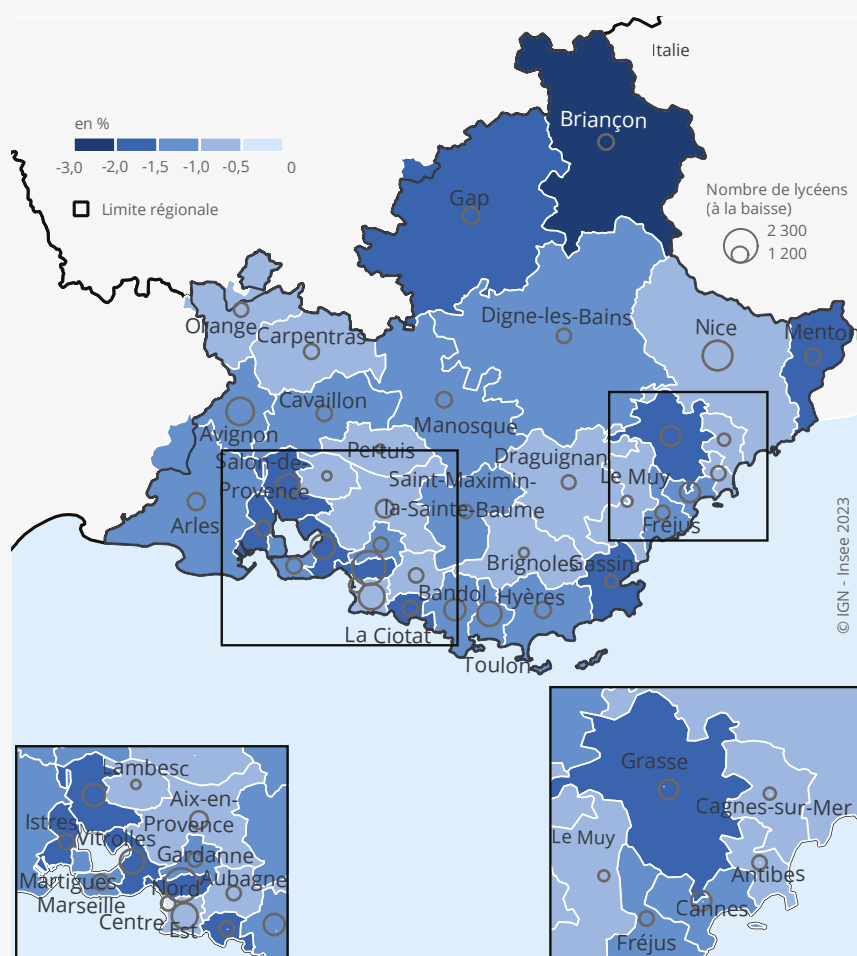 Italie
Briançon
en %
-3,0 -2,0 -1,0 -0,5 0
Limite régionale
Gap
Nombre de lycéens
(à la baisse)
2 300
1 200
Orange
Carpentras
Digne-les-Bains
Nice
Menton
Cavaillon
Avignon
Manosque
Pertuis
Draguignan
Salon-de-
Provence
Saint-Maximin-
la-Sainte-Baume
Le Muy
Arles
Fréjus
Brignoles
Gassin
Bandol
Hyères
La Ciotat
Toulon
© IGN - Insee 2023
Lambesc
Aix-en-
Provence
Istres
Vitrolles
Gardanne
Martigues
Nord
Aubagne
Marseille
Centre
Est
Grasse
Cagnes-sur-Mer
Le Muy
Antibes
Cannes
Fréjus